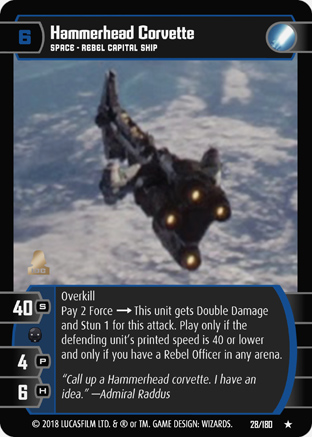 6
Hammerhead Corvette
SPACE • REBEL CAPITAL SHIP
40 S
4 P
6 H
Overkill
Pay 2 Force → This unit gets Double Damage
and Stun 1 for this attack. Play only if the
defending unit's printed speed is 40 or lower
and only if you have a Rebel Officer in any arena.
"Call up a Hammerhead corvette. I have an
idea." —Admiral Raddus
© 2018 LUCASFILM LTD. & ® or TM. GAME DESIGN: WIZARDS.
28/180 ★